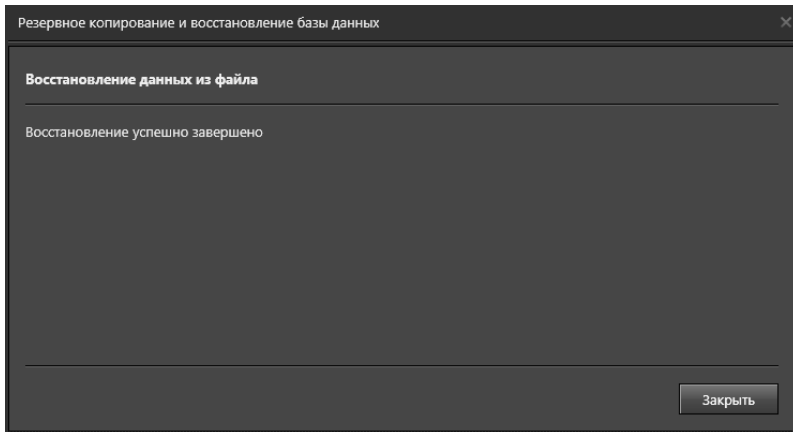 Резервное копирование и восстановление базы данных
Восстановление данных из файла
Восстановление успешно завершено
Закрыть